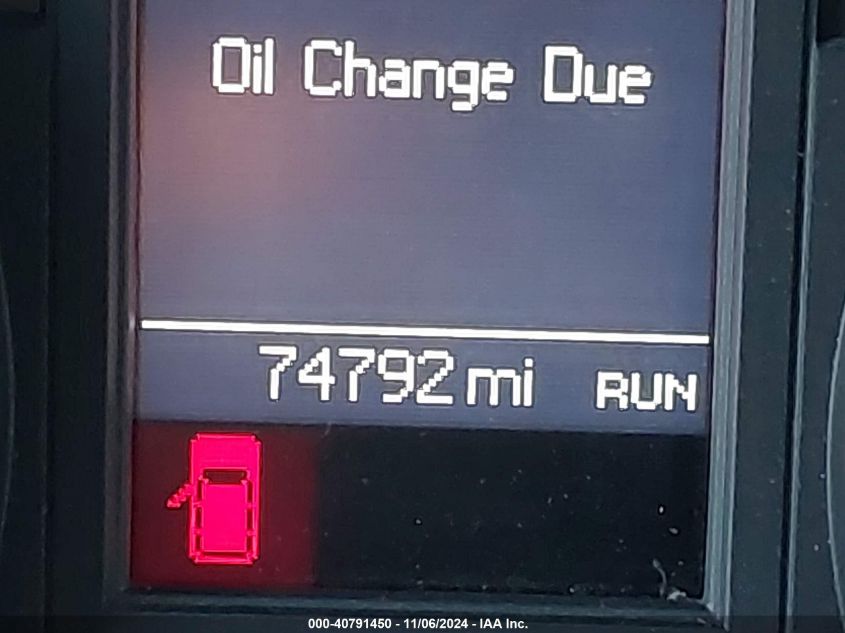 Oil Change Due
74792 mi RUN
000-40791450 - 11/06/2024 - IAA Inc.